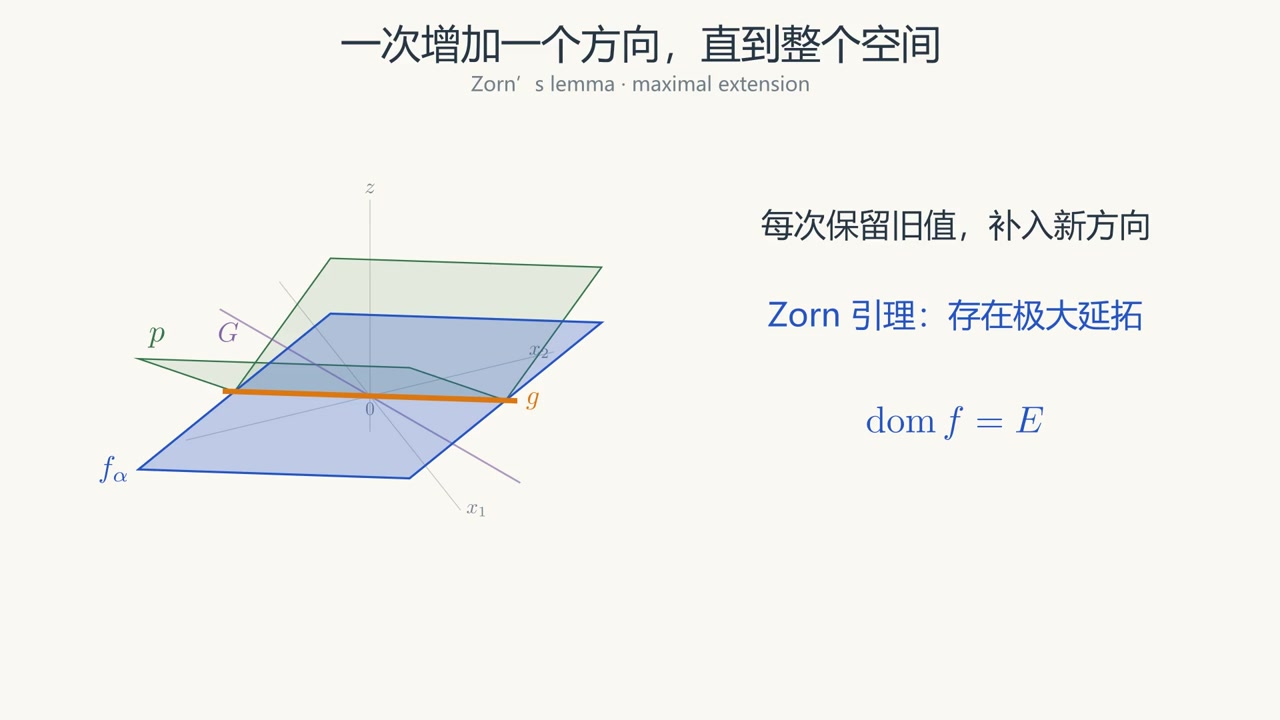 一次增加一个方向，直到整个空间
Zorn’s lemma · maximal extension
z
每次保留旧值，补入新方向
p
G
Zorn 引理：存在极大延拓
x₂
g
0
dom f = E
f_α
x₁